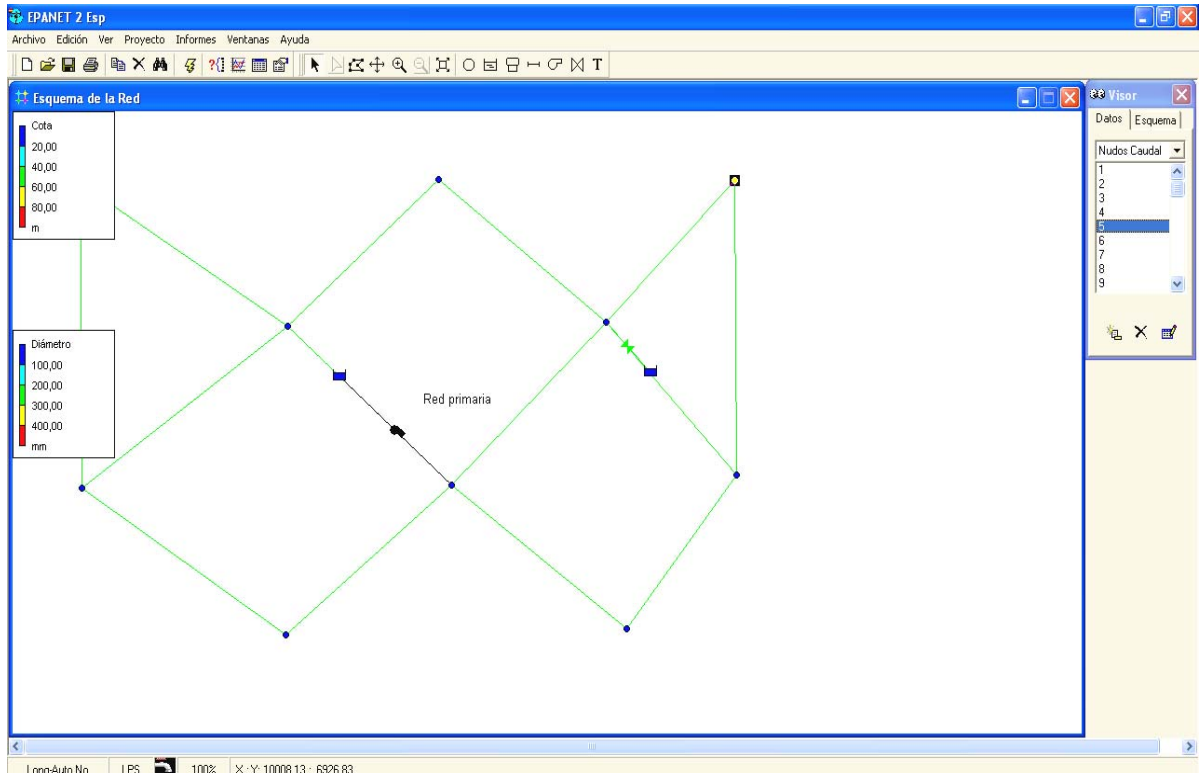 EPANET 2 Esp
Archivo Edición Ver Proyecto Informes Ventanas Ayuda
T
Esquema de la Red
Cota
20,00
40,00
60,00
80,00
m
Diámetro
100,00
200,00
300,00
400,00
mm
Red primaria
Visor
Datos Esquema
Nudos Caudal
1
2
3
4
5
6
7
8
9
Long-Auto No LPS 100% X,Y: 10008,13 ; 6926,83